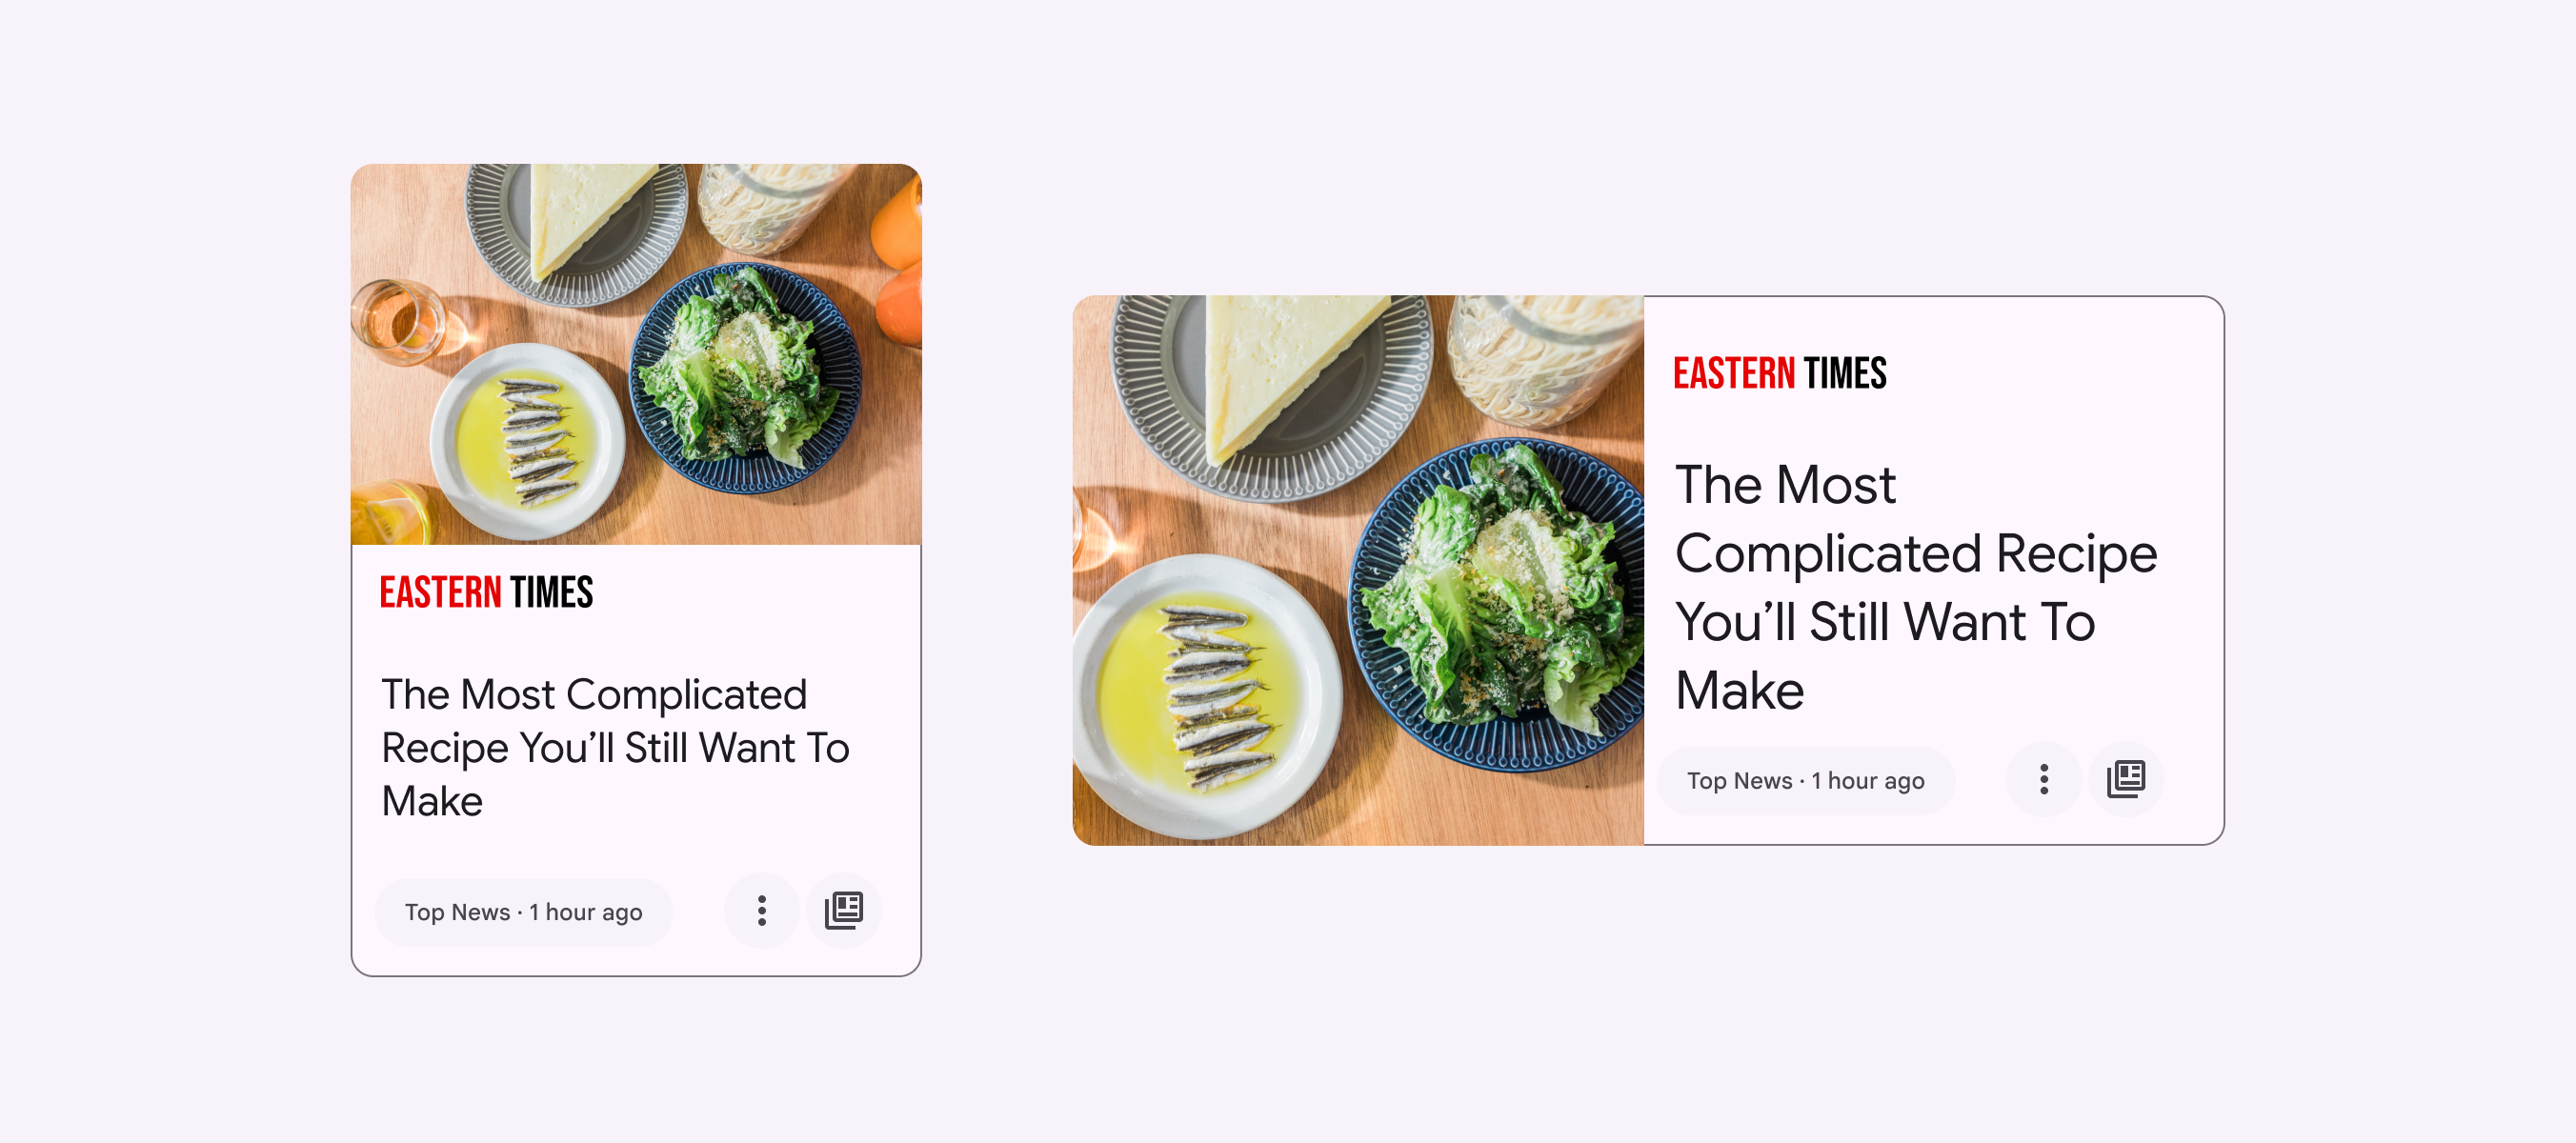 EASTERN TIMES
The Most Complicated
Recipe You’ll Still Want To
Make
Top News · 1 hour ago
EASTERN TIMES
The Most
Complicated Recipe
You’ll Still Want To
Make
Top News · 1 hour ago